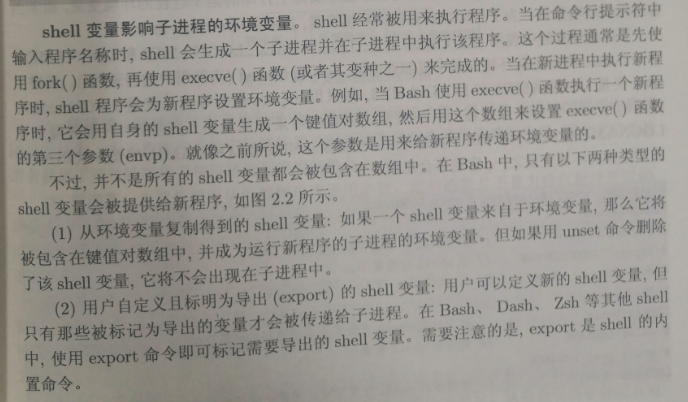 shell 变量影响子进程的环境变量。shell 经常被用来执行程序。当在命令行提示符中
输入程序名称时, shell 会生成一个子进程并在子进程中执行该程序。这个过程通常是先使
用 fork( ) 函数, 再使用 execve( ) 函数 (或者其变种之一) 来完成的。当在新进程中执行新程
序时, shell 程序会为新程序设置环境变量。例如, 当 Bash 使用 execve( ) 函数执行一个新程
序时, 它会用自身的 shell 变量生成一个键值对数组, 然后用这个数组来设置 execve( ) 函数
的第三个参数 (envp)。就像之前所说, 这个参数是用来给新程序传递环境变量的。
不过, 并不是所有的 shell 变量都会被包含在数组中。在 Bash 中, 只有以下两种类型的
shell 变量会被提供给新程序, 如图 2.2 所示。
(1) 从环境变量复制得到的 shell 变量: 如果一个 shell 变量来自于环境变量, 那么它将
被包含在键值对数组中, 并成为运行新程序的子进程的环境变量。但如果用 unset 命令删除
了该 shell 变量, 它将不会出现在子进程中。
(2) 用户自定义且标明为导出 (export) 的 shell 变量: 用户可以定义新的 shell 变量, 但
只有那些被标记为导出的变量才会被传递给子进程。在 Bash、 Dash、 Zsh 等其他 shell
中, 使用 export 命令即可标记需要导出的 shell 变量。需要注意的是, export 是 shell 的内
置命令。